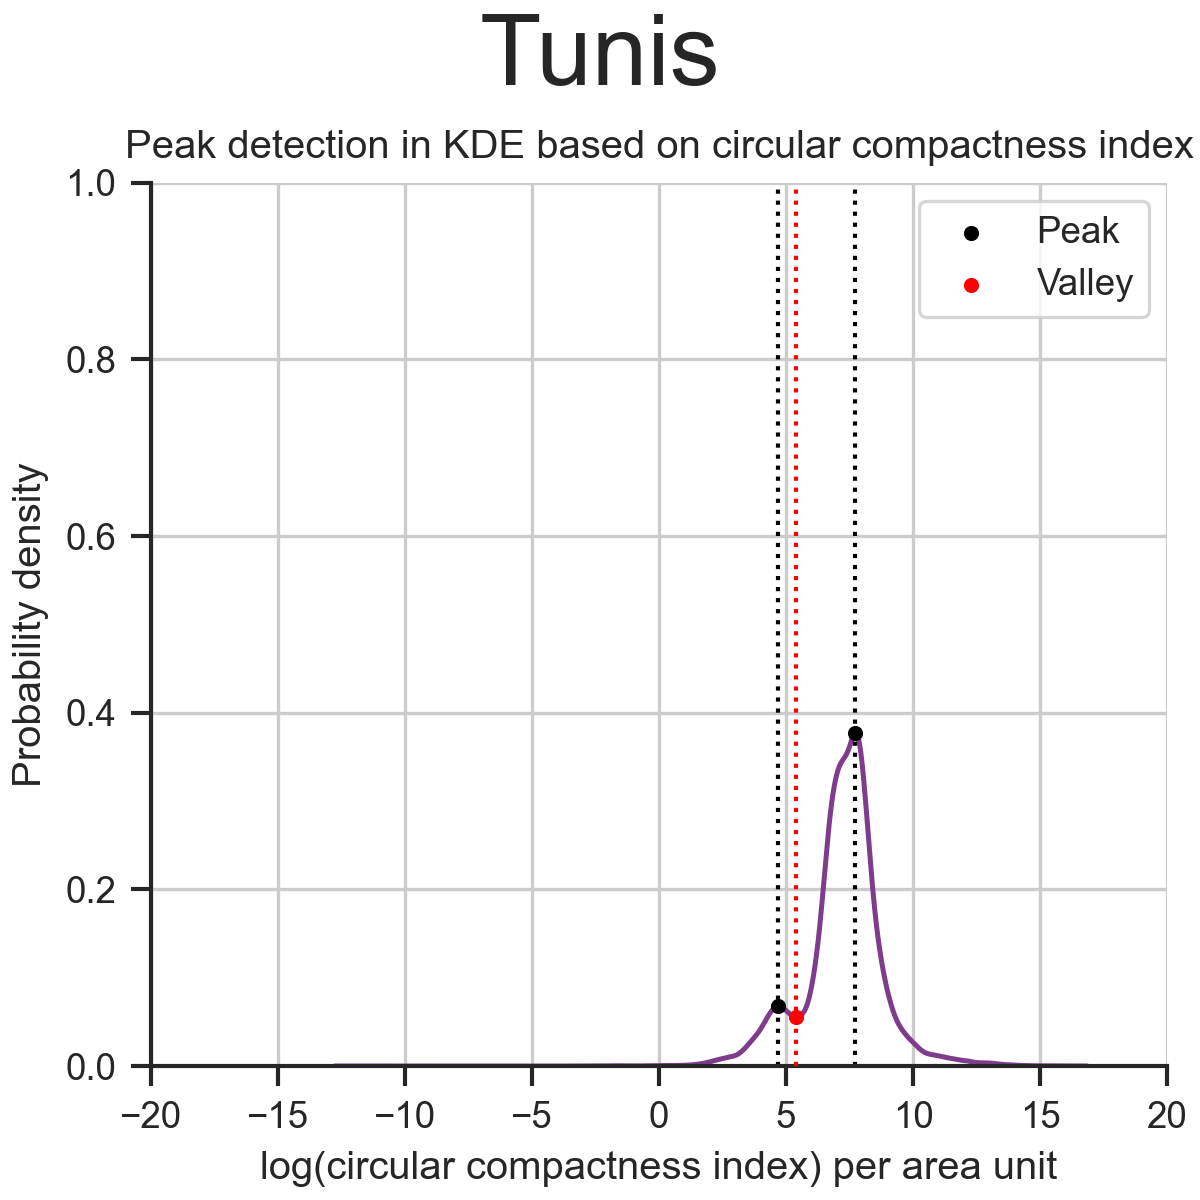 Tunis
Peak detection in KDE based on circular compactness index
Peak
Valley
1.0
0.8
0.6
0.4
0.2
0.0
Probability density
−20 −15 −10 −5 0 5 10 15 20
log(circular compactness index) per area unit